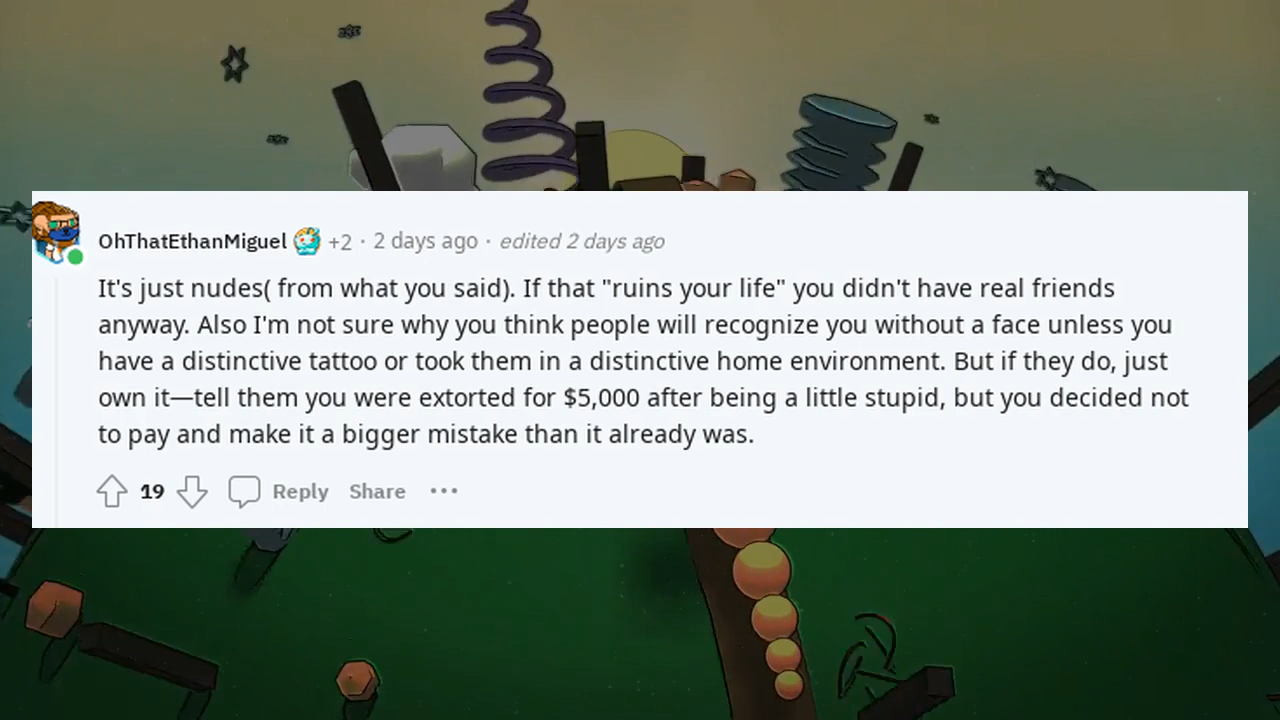 OhThatEthanMiguel +2 · 2 days ago · edited 2 days ago
It's just nudes( from what you said). If that "ruins your life" you didn't have real friends
anyway. Also I'm not sure why you think people will recognize you without a face unless you
have a distinctive tattoo or took them in a distinctive home environment. But if they do, just
own it—tell them you were extorted for $5,000 after being a little stupid, but you decided not
to pay and make it a bigger mistake than it already was.
19 Reply Share